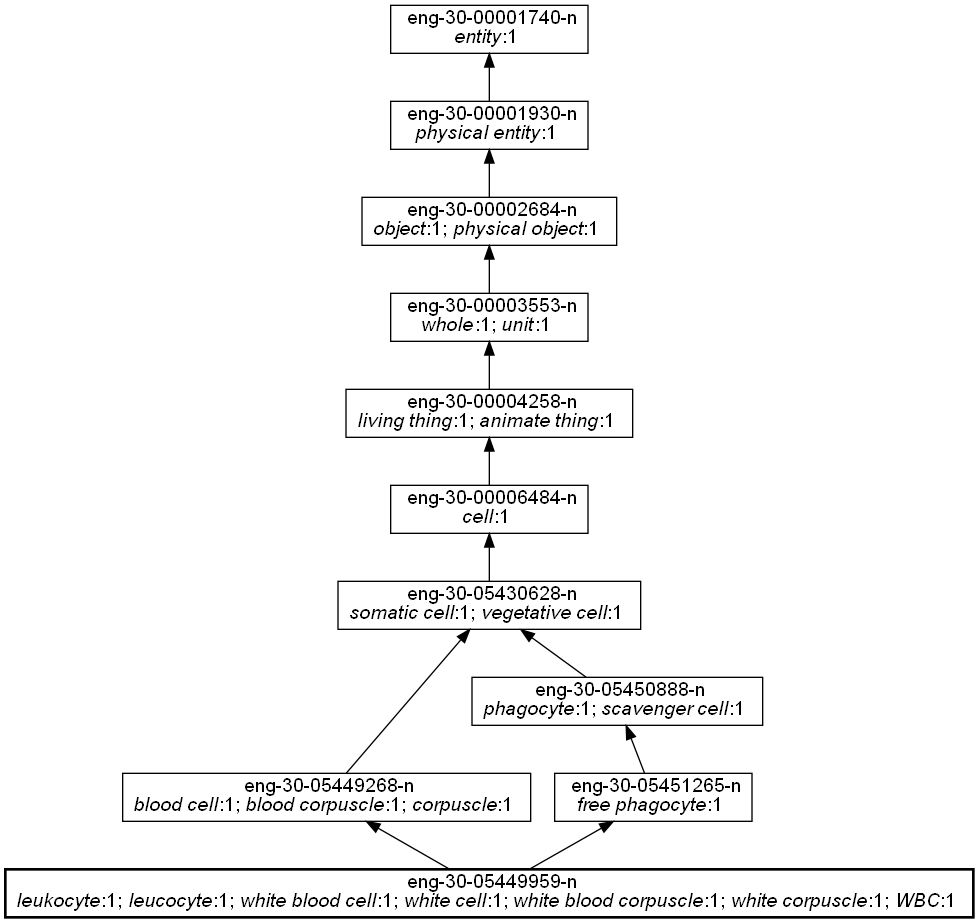 eng-30-00001740-n
entity:1
eng-30-00001930-n
physical entity:1
eng-30-00002684-n
object:1; physical object:1
eng-30-00003553-n
whole:1; unit:1
eng-30-00004258-n
living thing:1; animate thing:1
eng-30-00006484-n
cell:1
eng-30-05430628-n
somatic cell:1; vegetative cell:1
eng-30-05450888-n
phagocyte:1; scavenger cell:1
eng-30-05449268-n
blood cell:1; blood corpuscle:1; corpuscle:1
eng-30-05451265-n
free phagocyte:1
eng-30-05449959-n
leukocyte:1; leucocyte:1; white blood cell:1; white cell:1; white blood corpuscle:1; white corpuscle:1; WBC:1